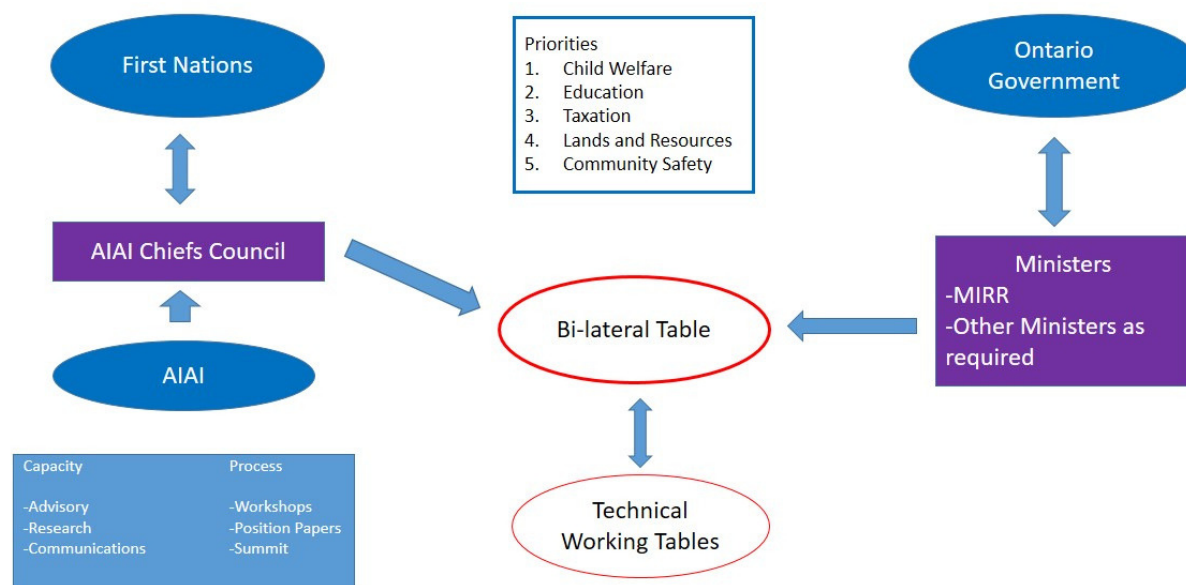 First Nations
Priorities
1. Child Welfare
2. Education
3. Taxation
4. Lands and Resources
5. Community Safety
Ontario
Government
AIAI Chiefs Council
Ministers
-MIRR
-Other Ministers as
required
Bi-lateral Table
AIAI
Capacity Process
-Advisory -Workshops
-Research -Position Papers
-Communications -Summit
Technical
Working Tables